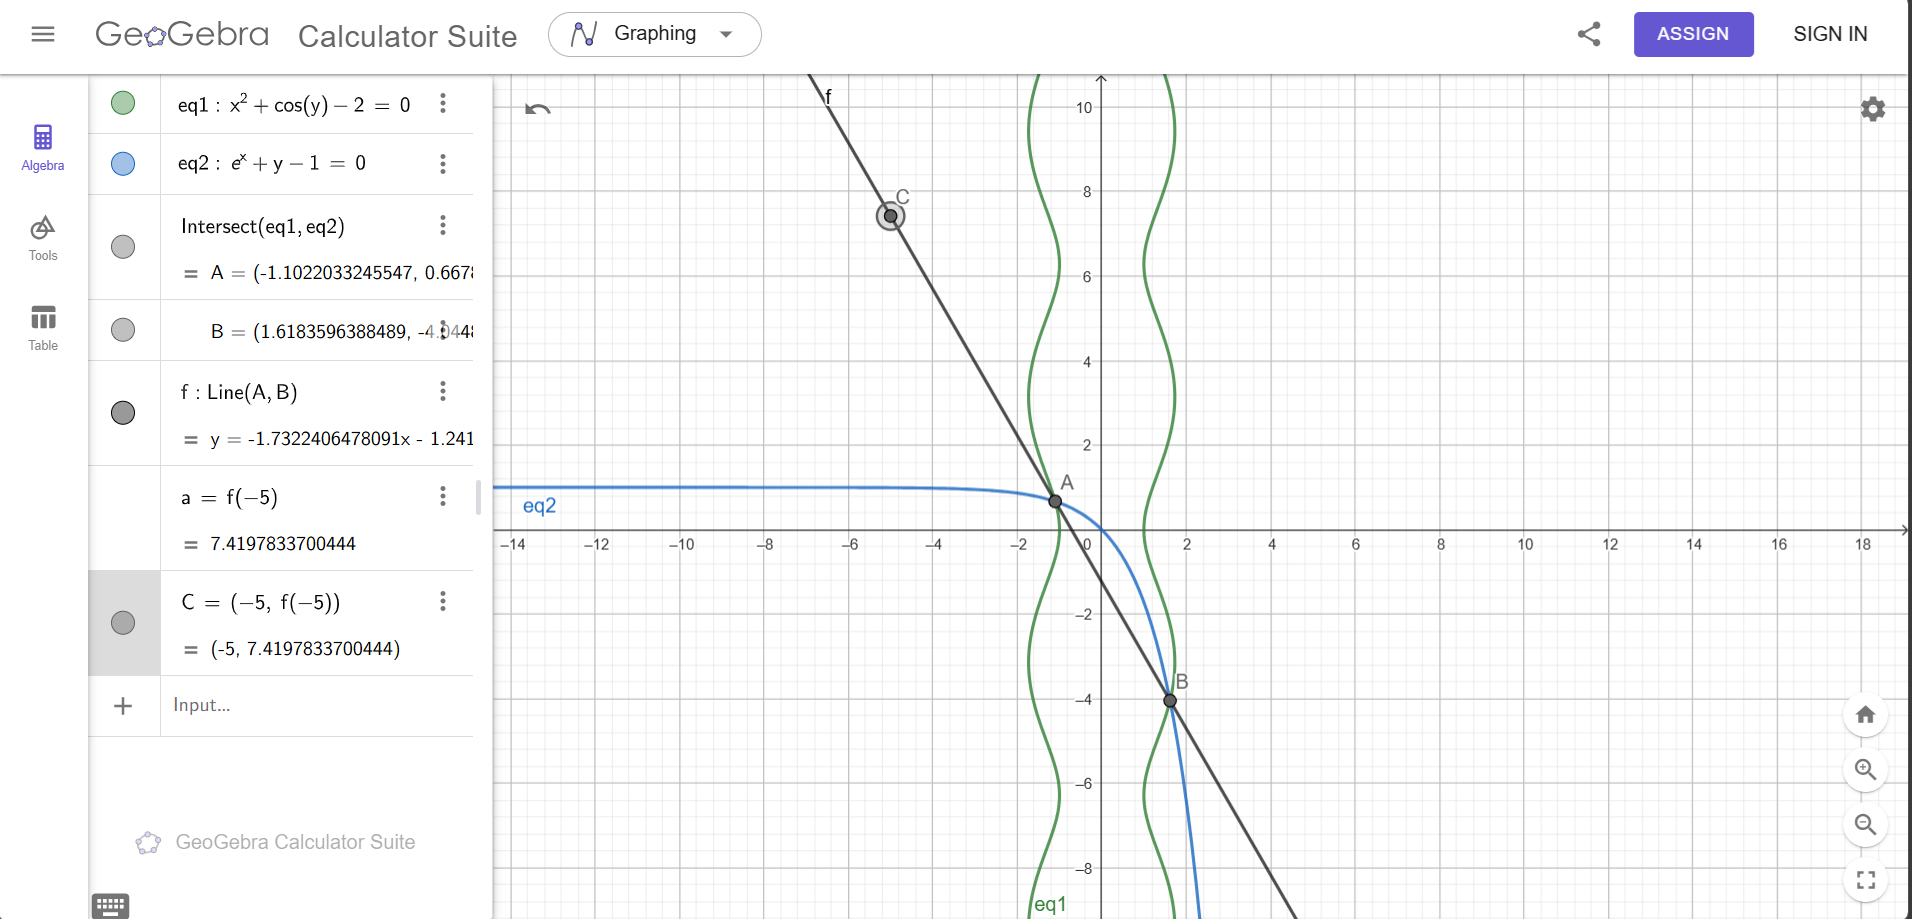 GeoGebra Calculator Suite Graphing ASSIGN SIGN IN
Algebra
Tools
Table
eq1 : x² + cos(y) − 2 = 0
eq2 : eˣ + y − 1 = 0
Intersect(eq1, eq2)
= A = (-1.1022033245547, 0.667
B = (1.6183596388489, -4.044
f : Line(A, B)
= y = -1.7322406478091x - 1.241
a = f(−5)
= 7.4197833700444
C = (−5, f(−5))
= (-5, 7.4197833700444)
+ Input...
GeoGebra Calculator Suite
f
C
A
B
eq2
eq1
10
8
6
4
2
−14 −12 −10 −8 −6 −4 −2 0 2 4 6 8 10 12 14 16 18
−2
−4
−6
−8